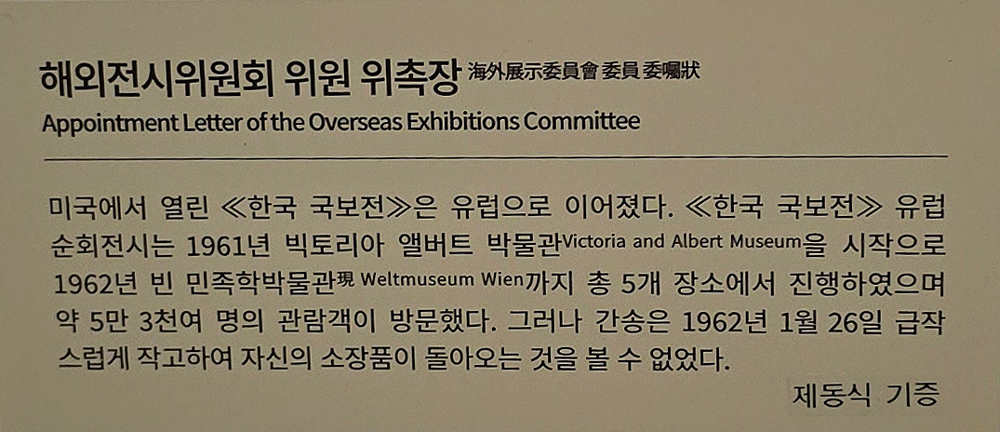 해외전시위원회 위원 위촉장 海外展示委員會 委員 委囑狀
Appointment Letter of the Overseas Exhibitions Committee
미국에서 열린 ≪한국 국보전≫은 유럽으로 이어졌다. ≪한국 국보전≫ 유럽
순회전시는 1961년 빅토리아 앨버트 박물관Victoria and Albert Museum을 시작으로
1962년 빈 민족학박물관現 Weltmuseum Wien까지 총 5개 장소에서 진행하였으며
약 5만 3천여 명의 관람객이 방문했다. 그러나 간송은 1962년 1월 26일 급작
스럽게 작고하여 자신의 소장품이 돌아오는 것을 볼 수 없었다.
제동식 기증